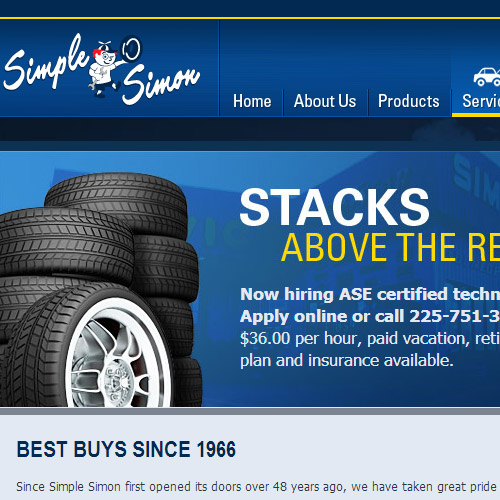 Simple
Simon
Home About Us Products Servic
STACKS
ABOVE THE RE
Now hiring ASE certified techn
Apply online or call 225-751-3
$36.00 per hour, paid vacation, reti
plan and insurance available.
BEST BUYS SINCE 1966
Since Simple Simon first opened its doors over 48 years ago, we have taken great pride